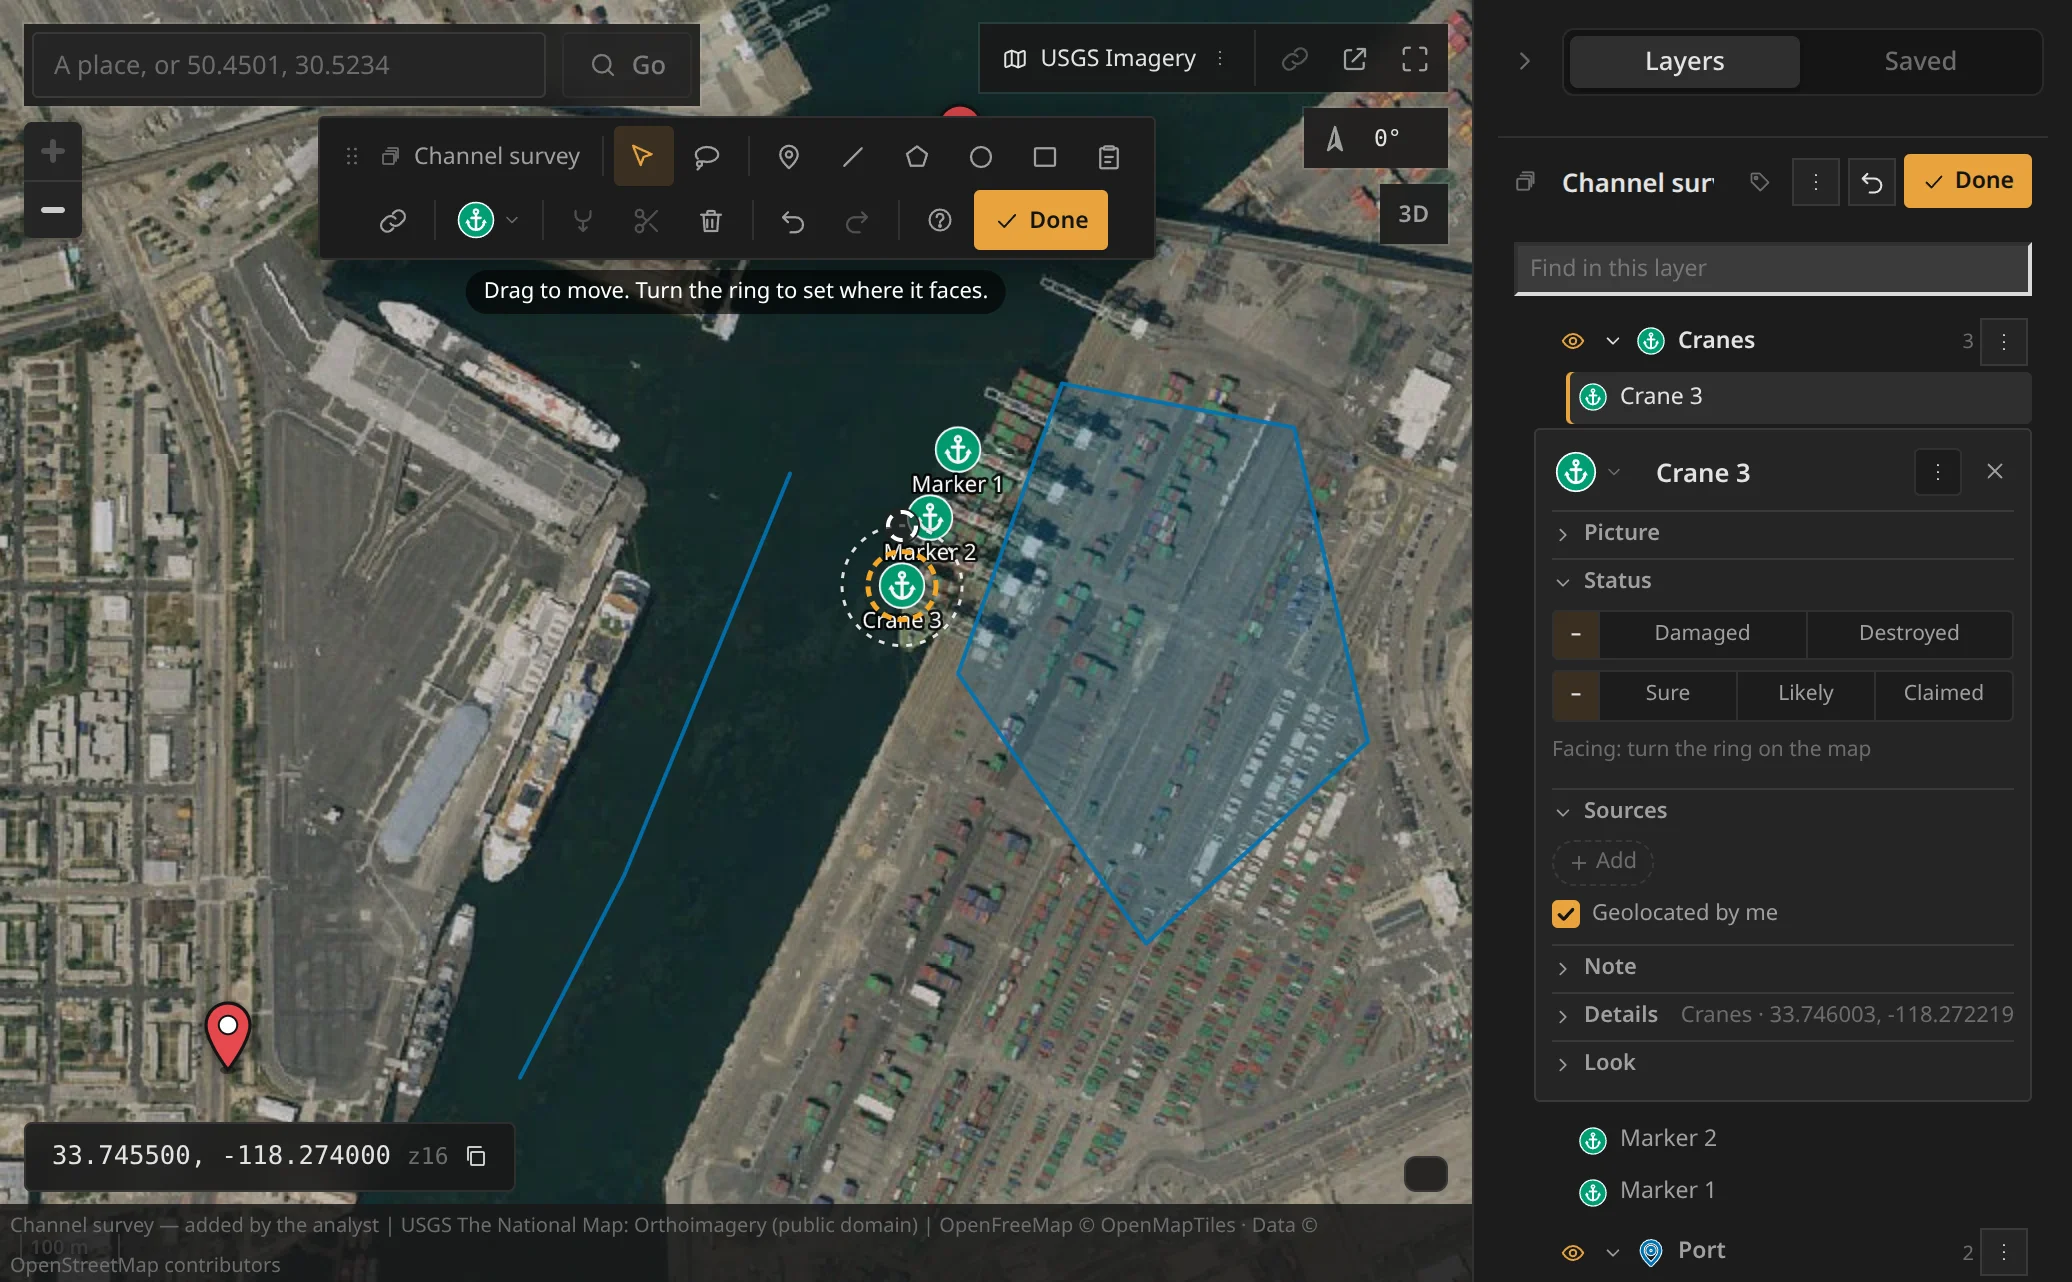 A place, or 50.4501, 30.5234
Go
USGS Imagery
Layers
Saved
Channel survey
Done
0°
3D
Drag to move. Turn the ring to set where it faces.
Channel sur
Done
Find in this layer
Cranes
3
Crane 3
Crane 3
Picture
Status
– Damaged Destroyed
– Sure Likely Claimed
Facing: turn the ring on the map
Sources
+ Add
Geolocated by me
Note
Details Cranes · 33.746003, -118.272219
Look
Marker 2
Marker 1
Port
2
Marker 1
Marker 2
Crane 3
33.745500, -118.274000 z16
Channel survey — added by the analyst | USGS The National Map: Orthoimagery (public domain) | OpenFreeMap © OpenMapTiles · Data ©
100 m
OpenStreetMap contributors